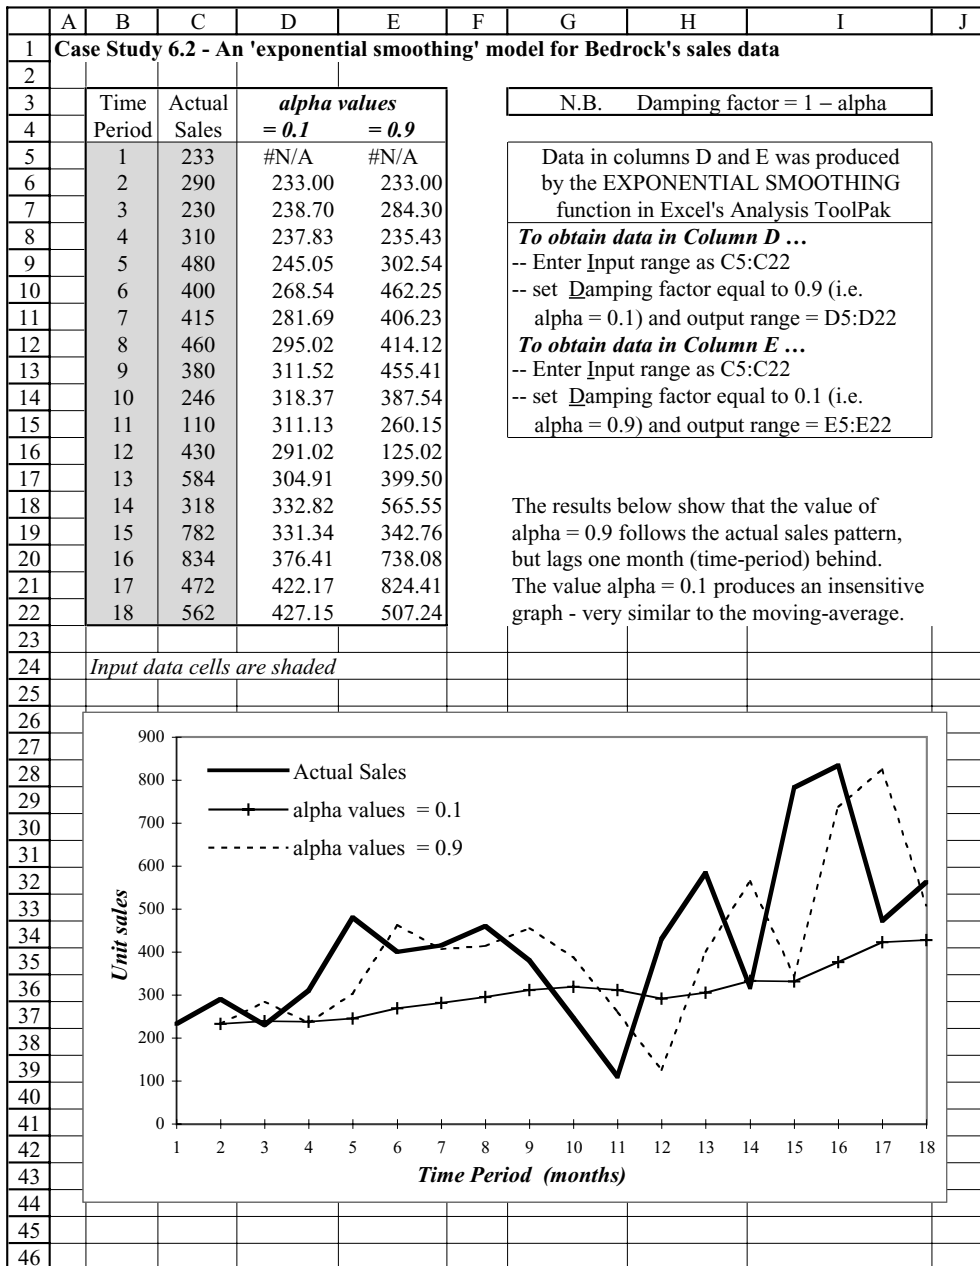 A B C D E F G H I J
1 Case Study 6.2 - An 'exponential smoothing' model for Bedrock's sales data
2
3 Time Actual alpha values N.B. Damping factor = 1 – alpha
4 Period Sales = 0.1 = 0.9
5 1 233 #N/A #N/A Data in columns D and E was produced
6 2 290 233.00 233.00 by the EXPONENTIAL SMOOTHING
7 3 230 238.70 284.30 function in Excel's Analysis ToolPak
8 4 310 237.83 235.43 To obtain data in Column D …
9 5 480 245.05 302.54 -- Enter Input range as C5:C22
10 6 400 268.54 462.25 -- set Damping factor equal to 0.9 (i.e.
11 7 415 281.69 406.23 alpha = 0.1) and output range = D5:D22
12 8 460 295.02 414.12 To obtain data in Column E …
13 9 380 311.52 455.41 -- Enter Input range as C5:C22
14 10 246 318.37 387.54 -- set Damping factor equal to 0.1 (i.e.
15 11 110 311.13 260.15 alpha = 0.9) and output range = E5:E22
16 12 430 291.02 125.02
17 13 584 304.91 399.50
18 14 318 332.82 565.55 The results below show that the value of
19 15 782 331.34 342.76 alpha = 0.9 follows the actual sales pattern,
20 16 834 376.41 738.08 but lags one month (time-period) behind.
21 17 472 422.17 824.41 The value alpha = 0.1 produces an insensitive
22 18 562 427.15 507.24 graph - very similar to the moving-average.
23
24 Input data cells are shaded
25
26
27
28
29
30
31
32
33
34
35
36
37
38
39
40
41
42
43
44
45
46
900
800
700
600
500
400
300
200
100
0
Actual Sales
alpha values = 0.1
alpha values = 0.9
Unit sales
1 2 3 4 5 6 7 8 9 10 11 12 13 14 15 16 17 18
Time Period (months)